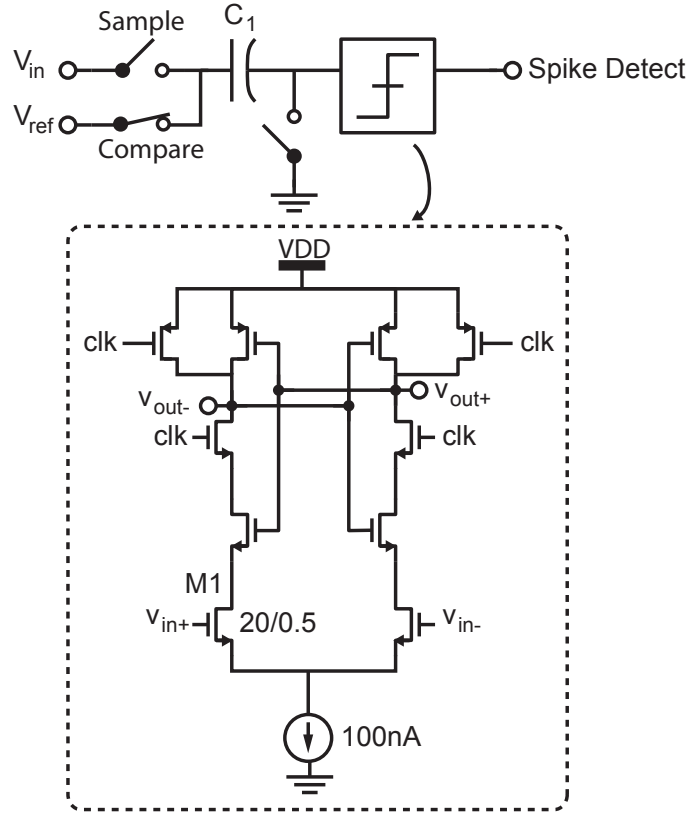 Sample
C1
Vin
Spike Detect
Vref
Compare
VDD
clk
clk
vout-
vout+
clk
clk
M1
vin+
20/0.5
vin-
100nA